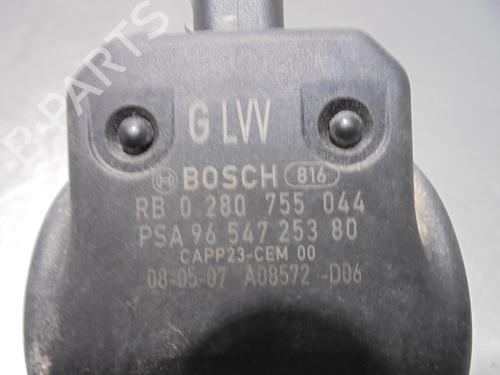 G LVV
BOSCH 816
RB 0 280 755 044
PSA 96 547 253 80
CAPP23-CEM 00
08-05-07 A08572 -D06
B-PARTS